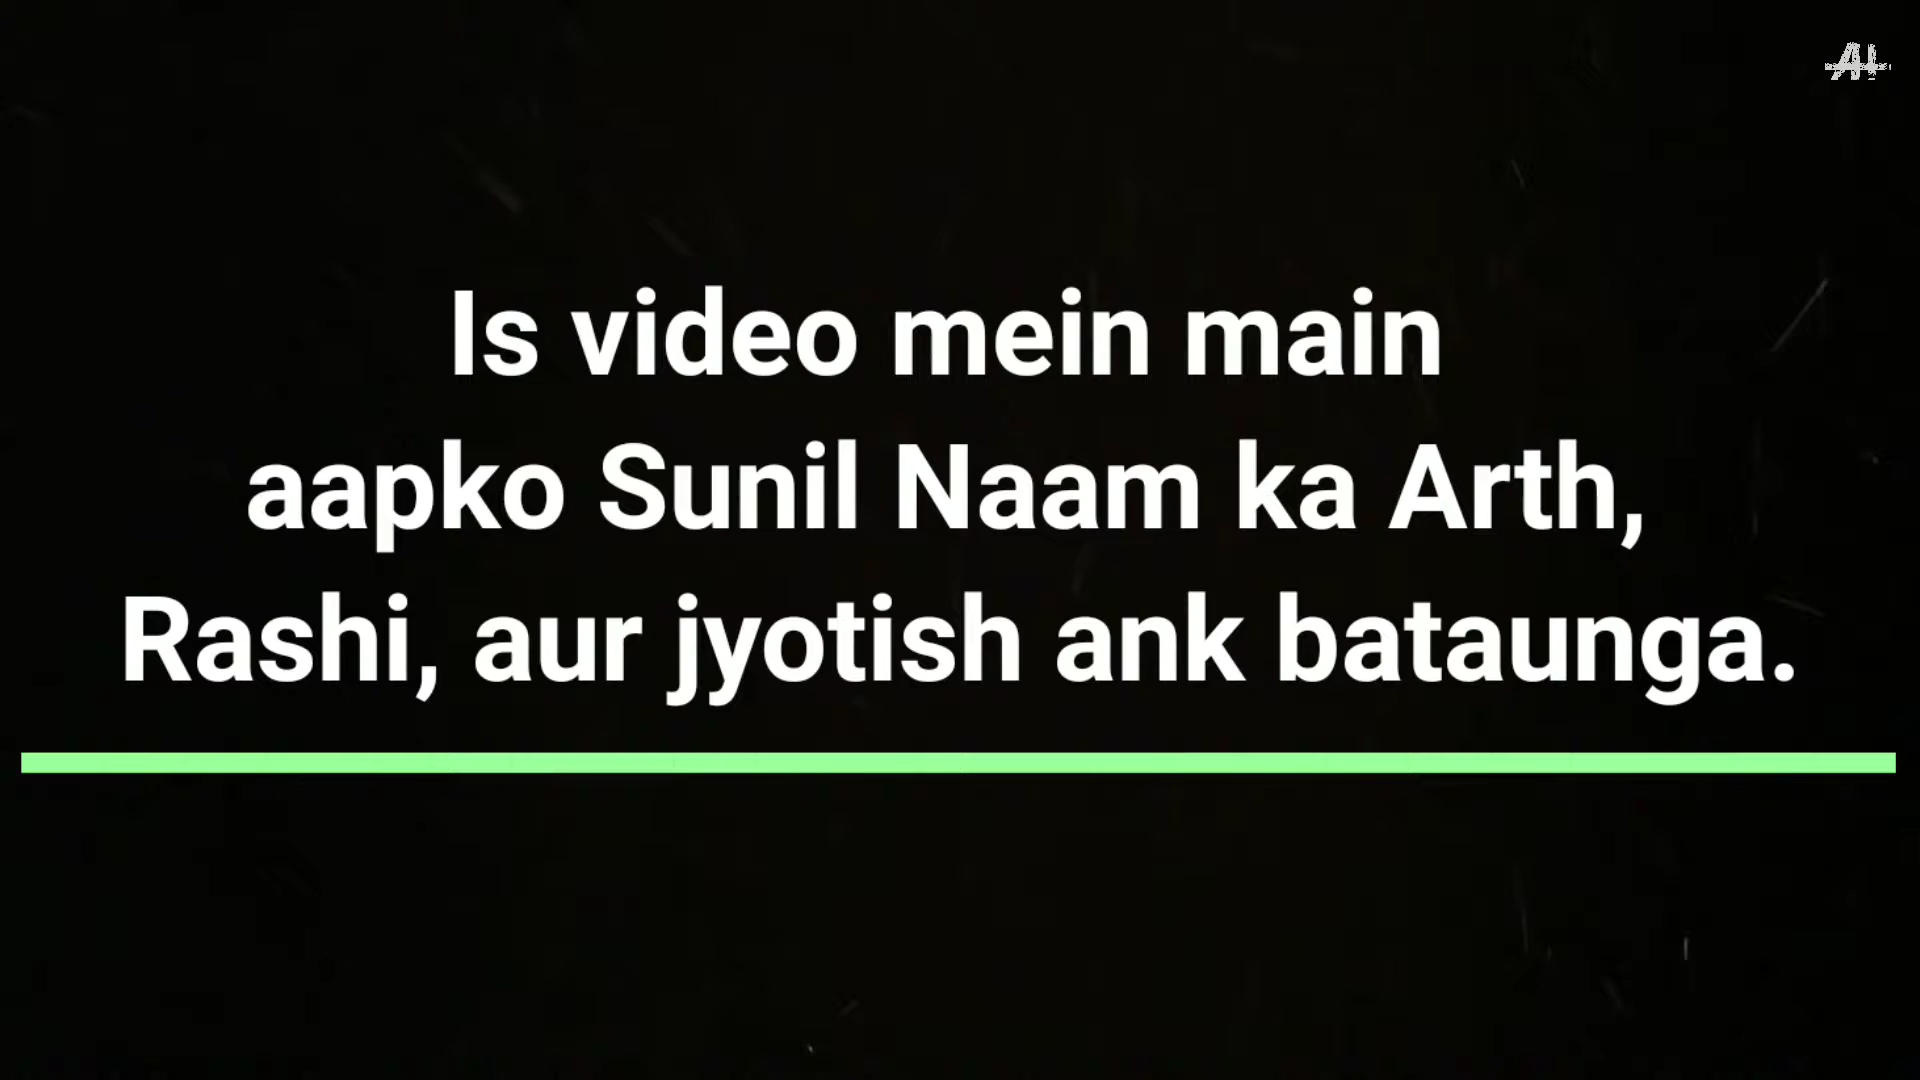 Is video mein main
aapko Sunil Naam ka Arth,
Rashi, aur jyotish ank bataunga.